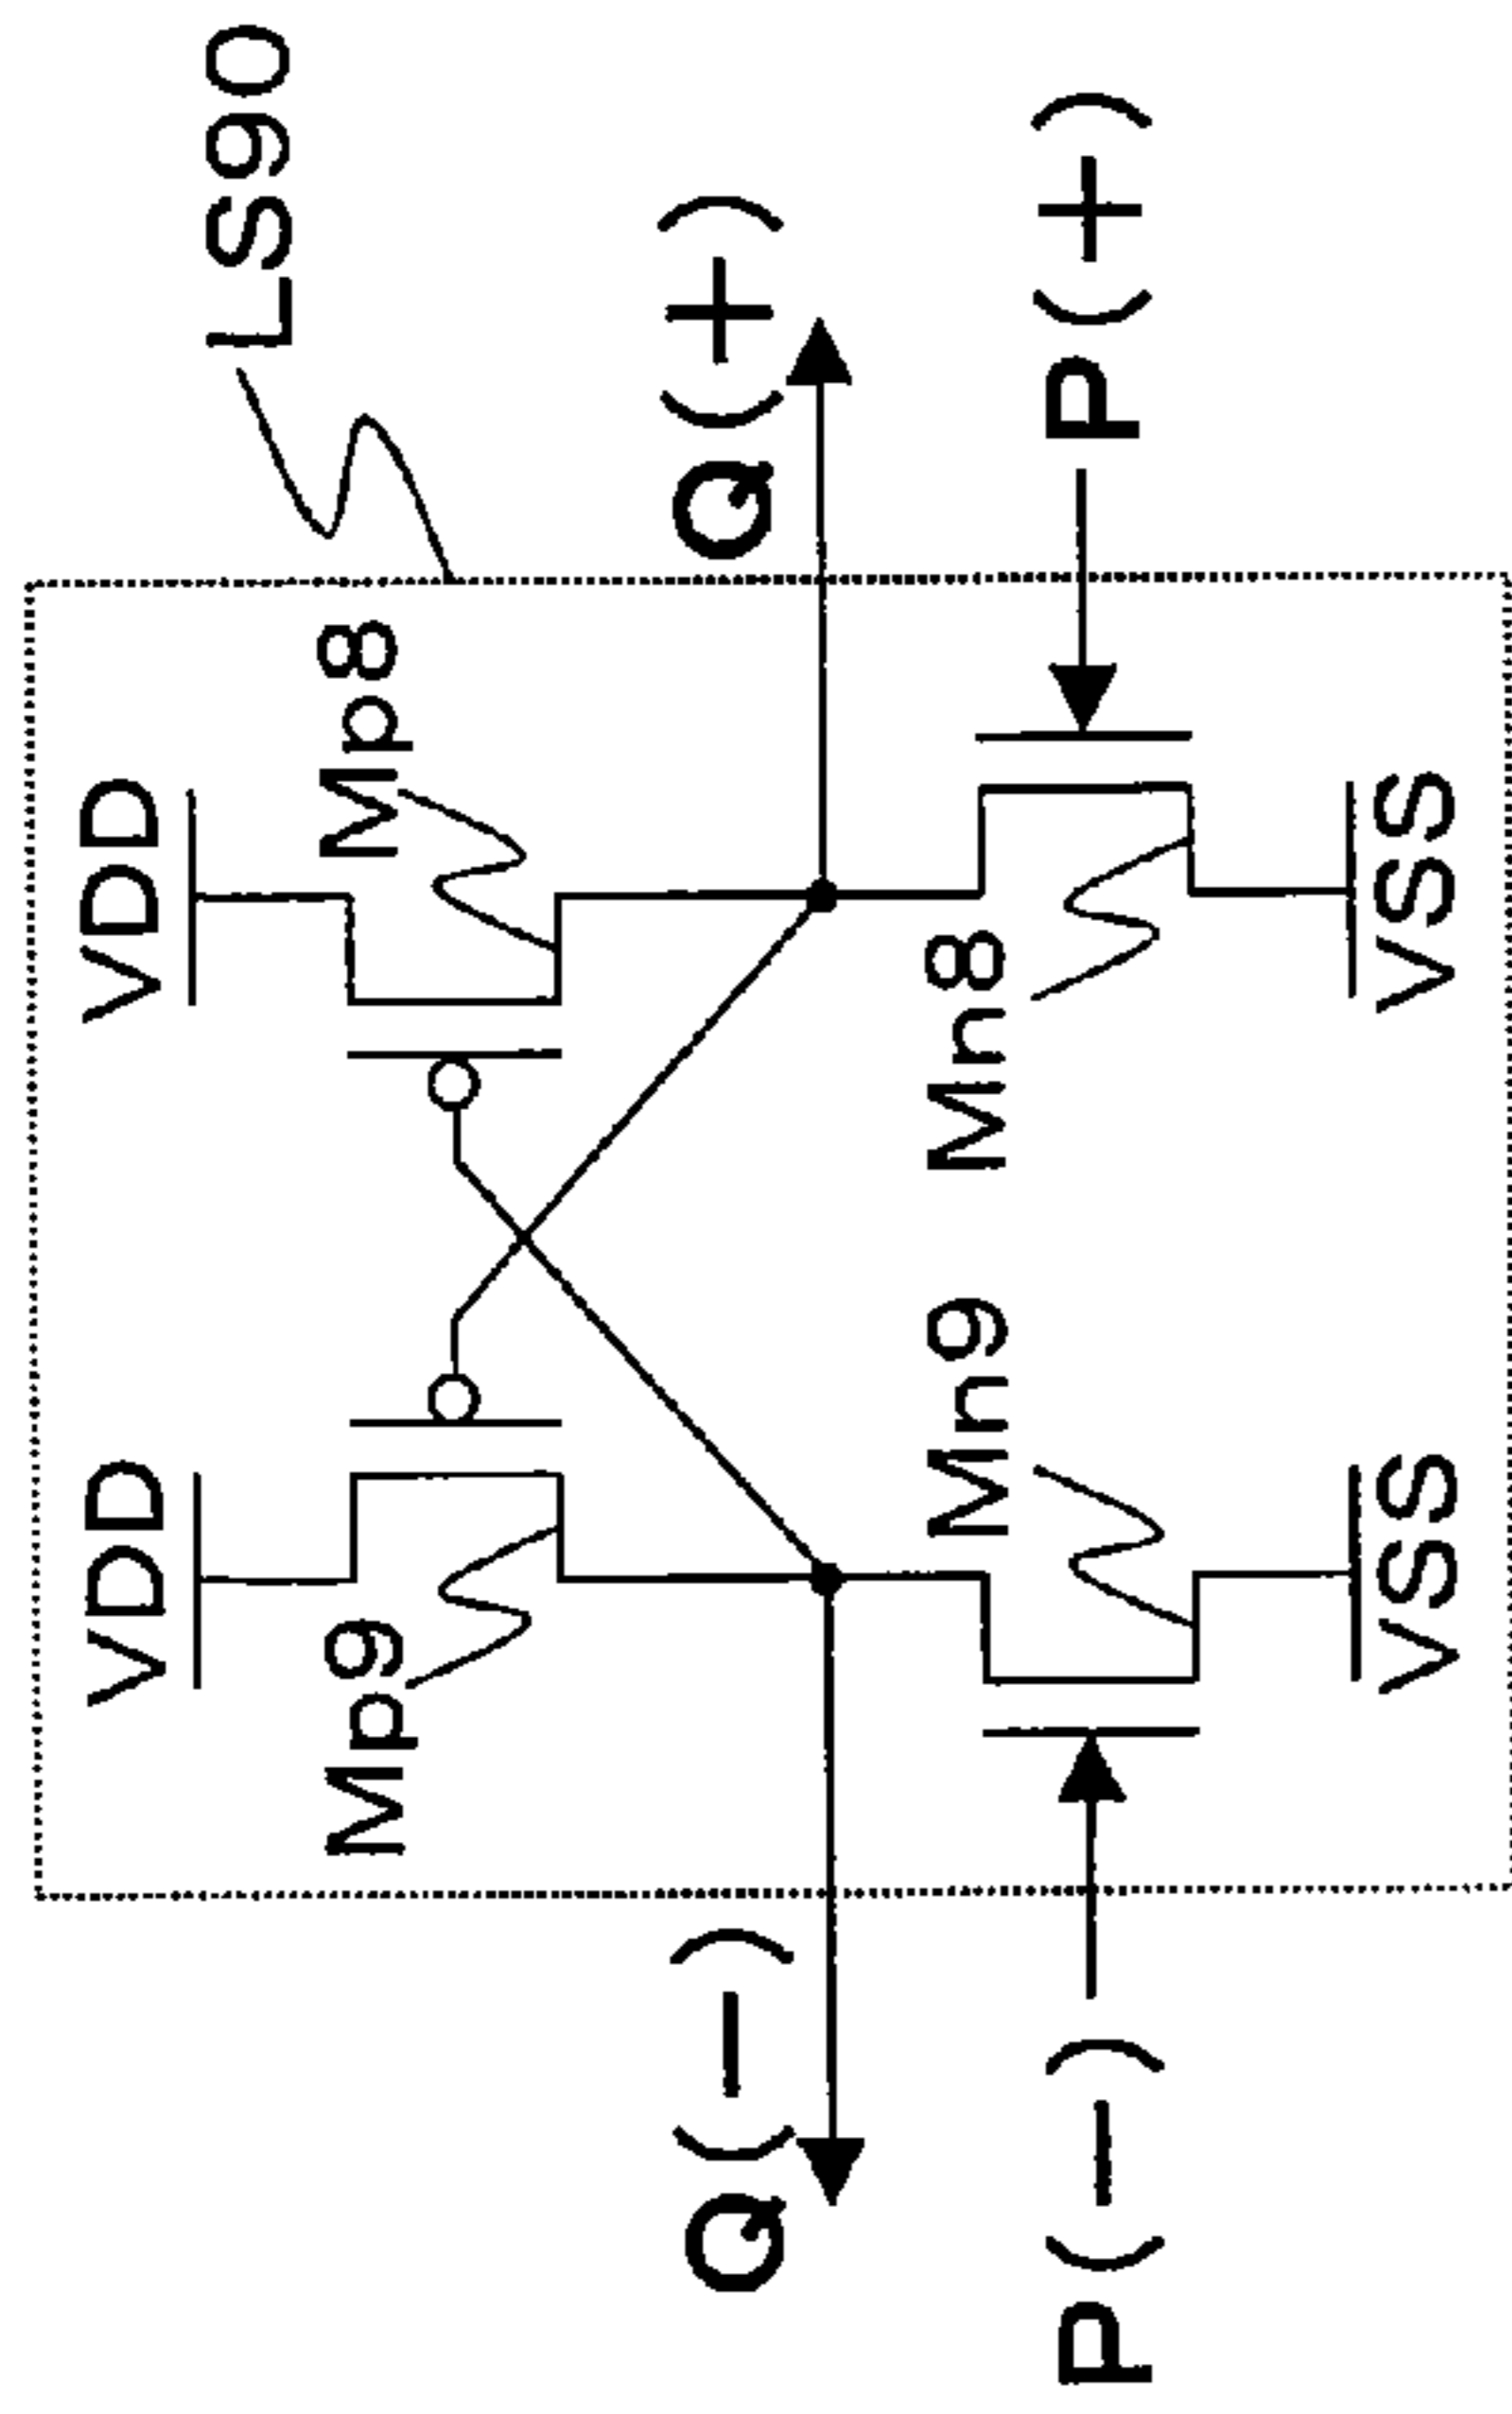 LS90
VDD
VDD
Mp9
Mp8
Q(−)
Q(+)
Mn9
Mn8
P(−)
P(+)
VSS
VSS